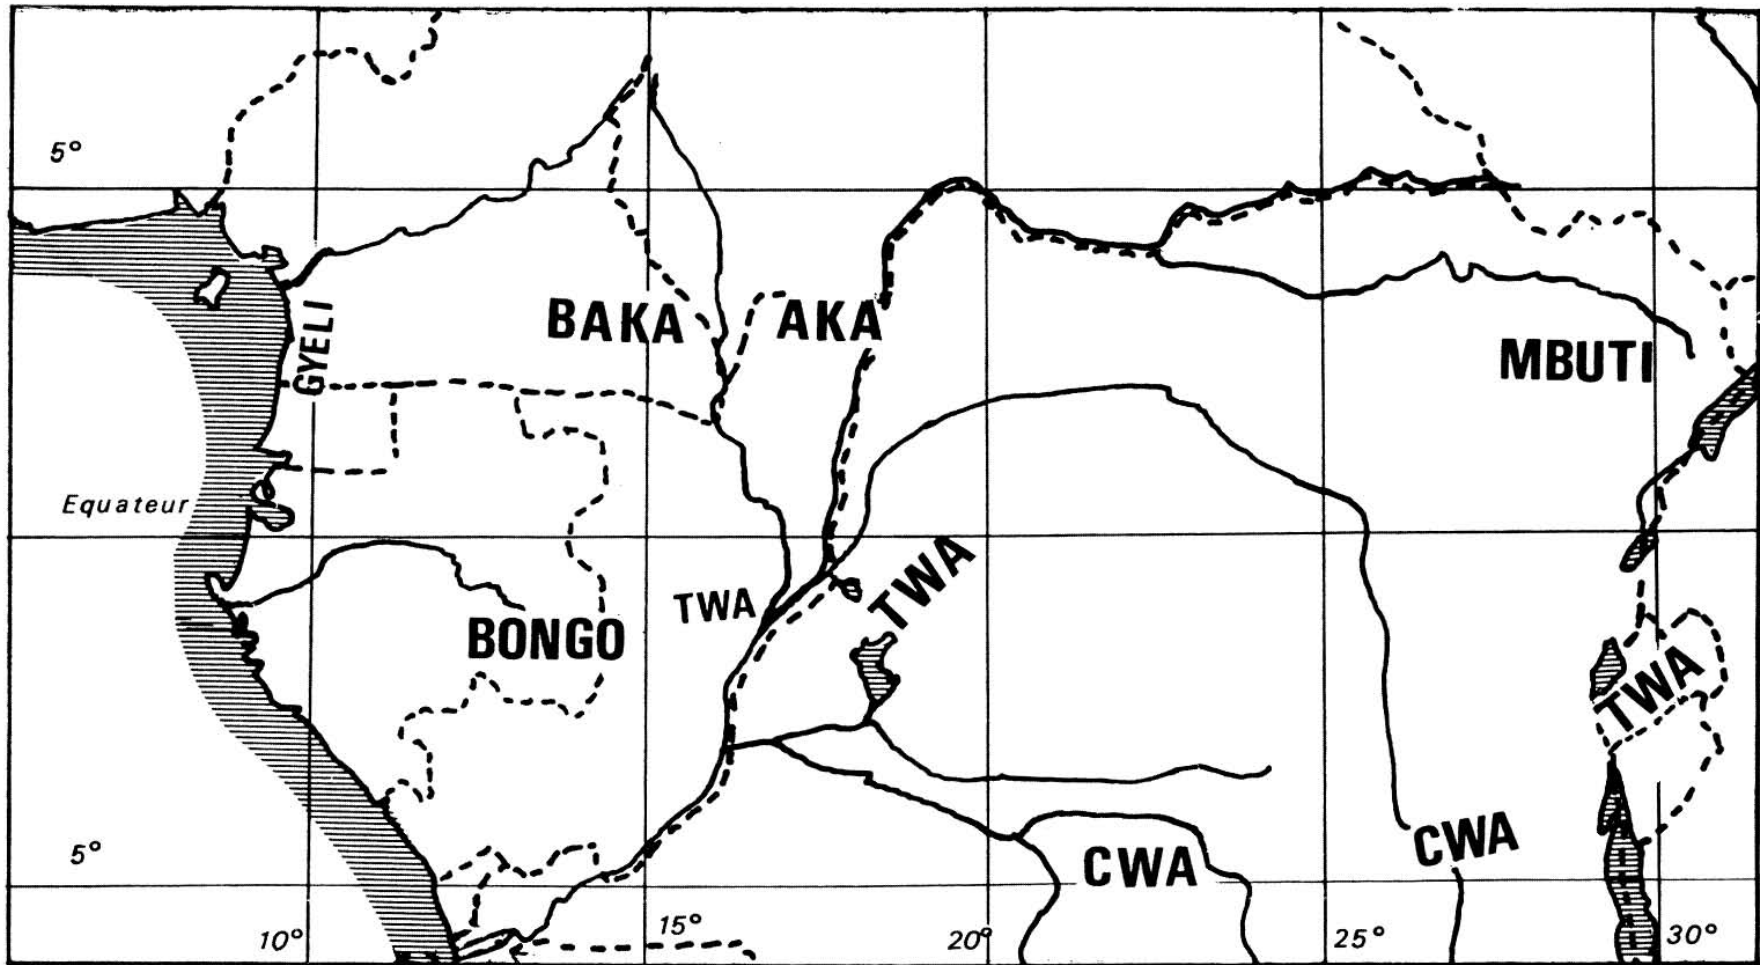 5°
GYELI
BAKA
AKA
MBUTI
Equateur
TWA
TWA
BONGO
TWA
5°
CWA
CWA
10°
15°
20°
25°
30°